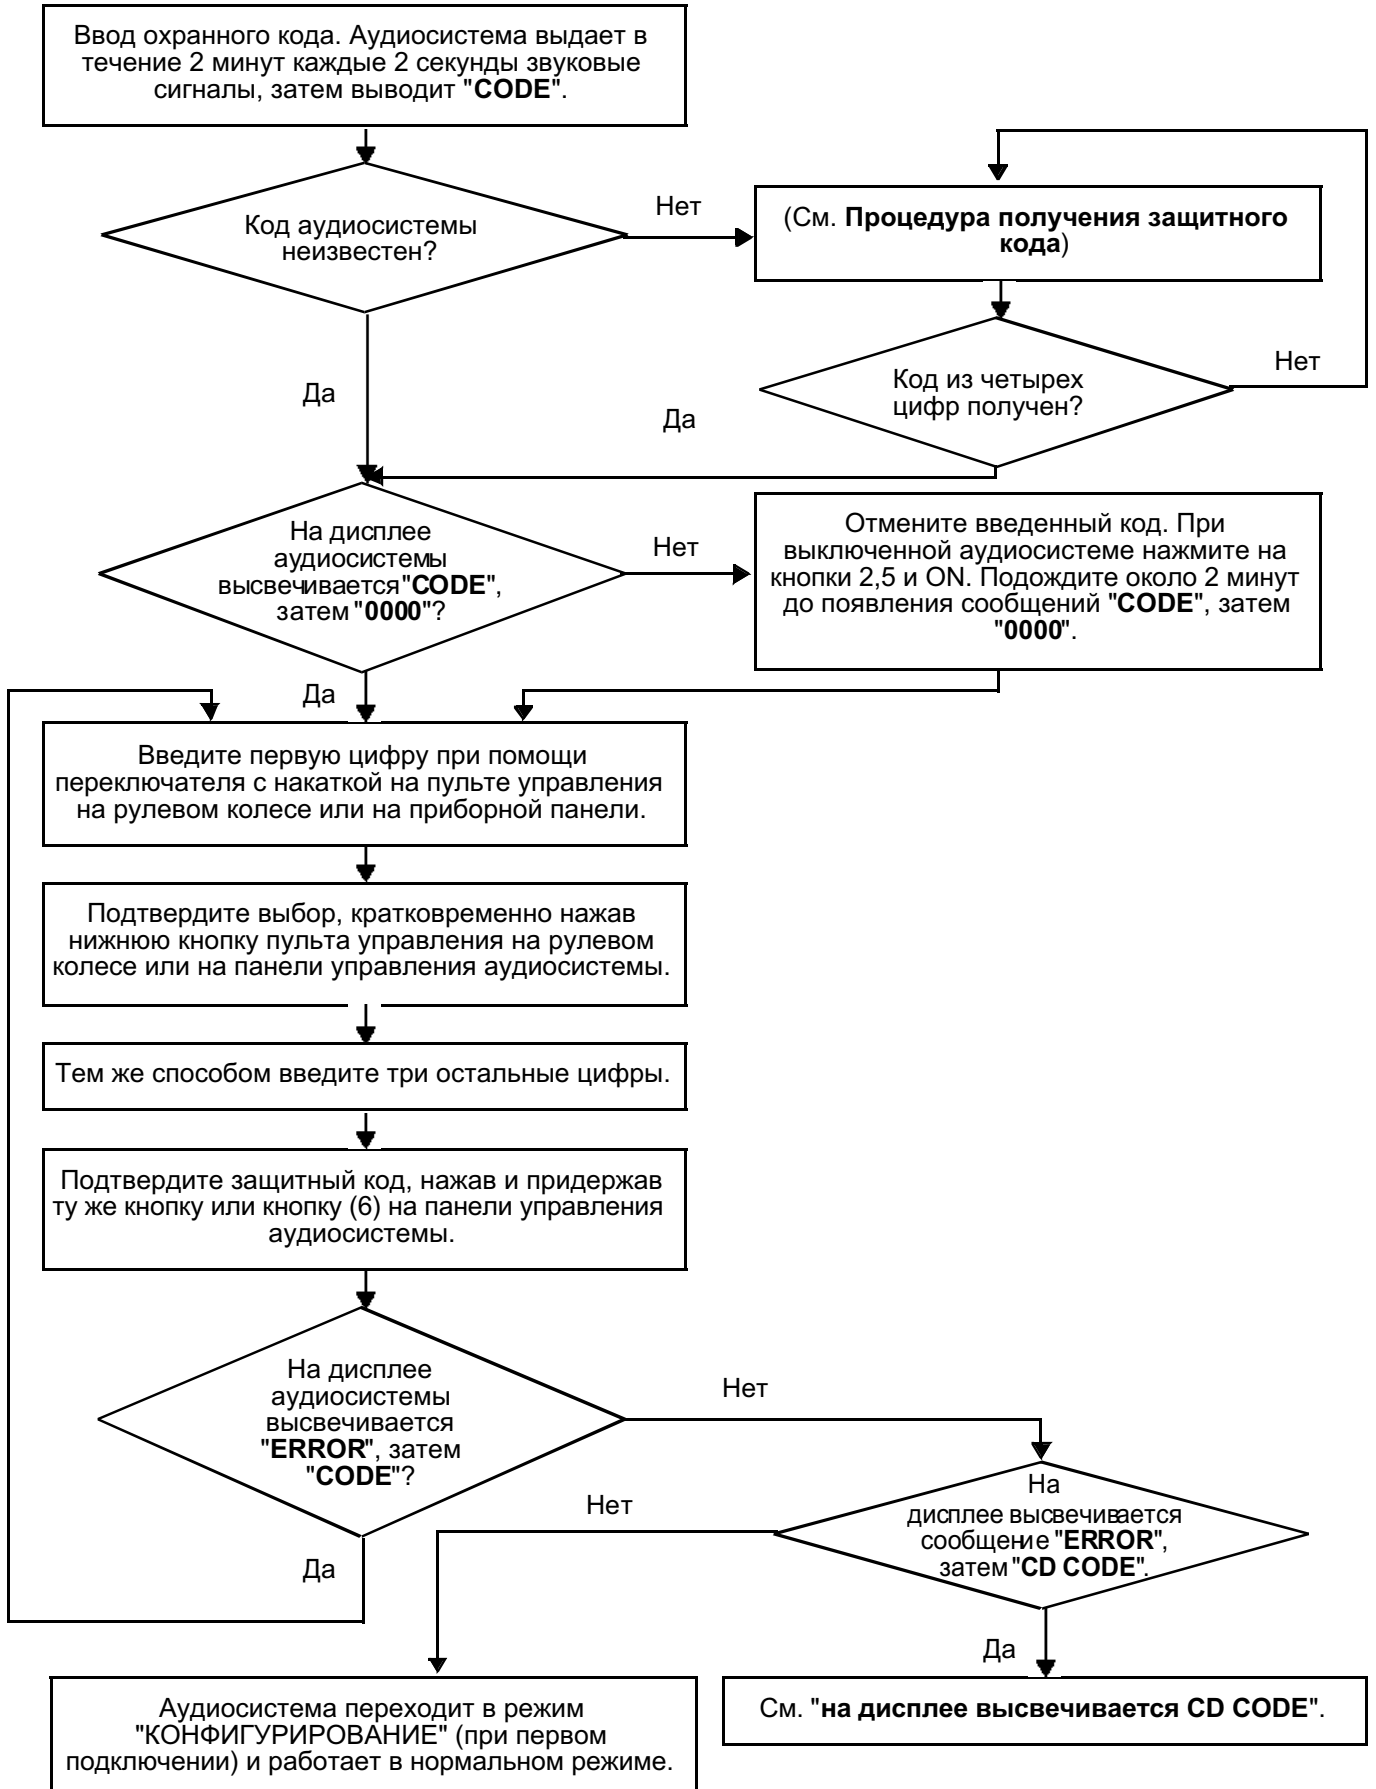 Ввод охранного кода. Аудиосистема выдает в
течение 2 минут каждые 2 секунды звуковые
сигналы, затем выводит "CODE".
Код аудиосистемы
неизвестен?
Нет
(См. Процедура получения защитного
кода)
Да
Код из четырех
цифр получен?
Нет
Да
На дисплее
аудиосистемы
высвечивается "CODE",
затем "0000"?
Нет
Отмените введенный код. При
выключенной аудиосистеме нажмите на
кнопки 2,5 и ON. Подождите около 2 минут
до появления сообщений "CODE", затем
"0000".
Да
Введите первую цифру при помощи
переключателя с накаткой на пульте управления
на рулевом колесе или на приборной панели.
Подтвердите выбор, кратковременно нажав
нижнюю кнопку пульта управления на рулевом
колесе или на панели управления аудиосистемы.
Тем же способом введите три остальные цифры.
Подтвердите защитный код, нажав и придержав
ту же кнопку или кнопку (6) на панели управления
аудиосистемы.
На дисплее
аудиосистемы
высвечивается
"ERROR", затем
"CODE"?
Нет
Да
На
дисплее высвечивается
сообщение "ERROR",
затем "CD CODE".
Нет
Да
Аудиосистема переходит в режим
"КОНФИГУРИРОВАНИЕ" (при первом
подключении) и работает в нормальном режиме.
См. "на дисплее высвечивается CD CODE".